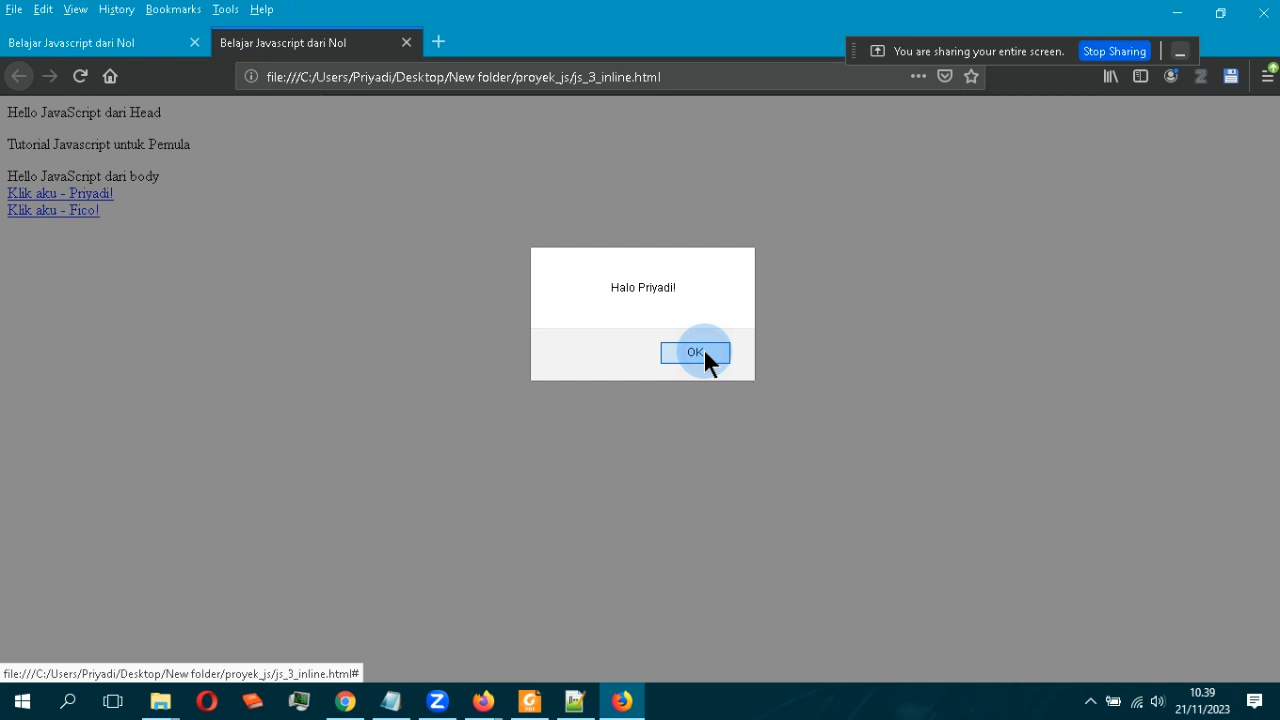 File Edit View History Bookmarks Tools Help
Belajar Javascript dari Nol
Belajar Javascript dari Nol
You are sharing your entire screen. Stop Sharing
file:///C:/Users/Priyadi/Desktop/New folder/proyek_js/js_3_inline.html
Hello JavaScript dari Head
Tutorial Javascript untuk Pemula
Hello JavaScript dari body
Klik aku - Priyadi!
Klik aku - Fico!
Halo Priyadi!
OK
file:///C:/Users/Priyadi/Desktop/New folder/proyek_js/js_3_inline.html#
10.39
21/11/2023